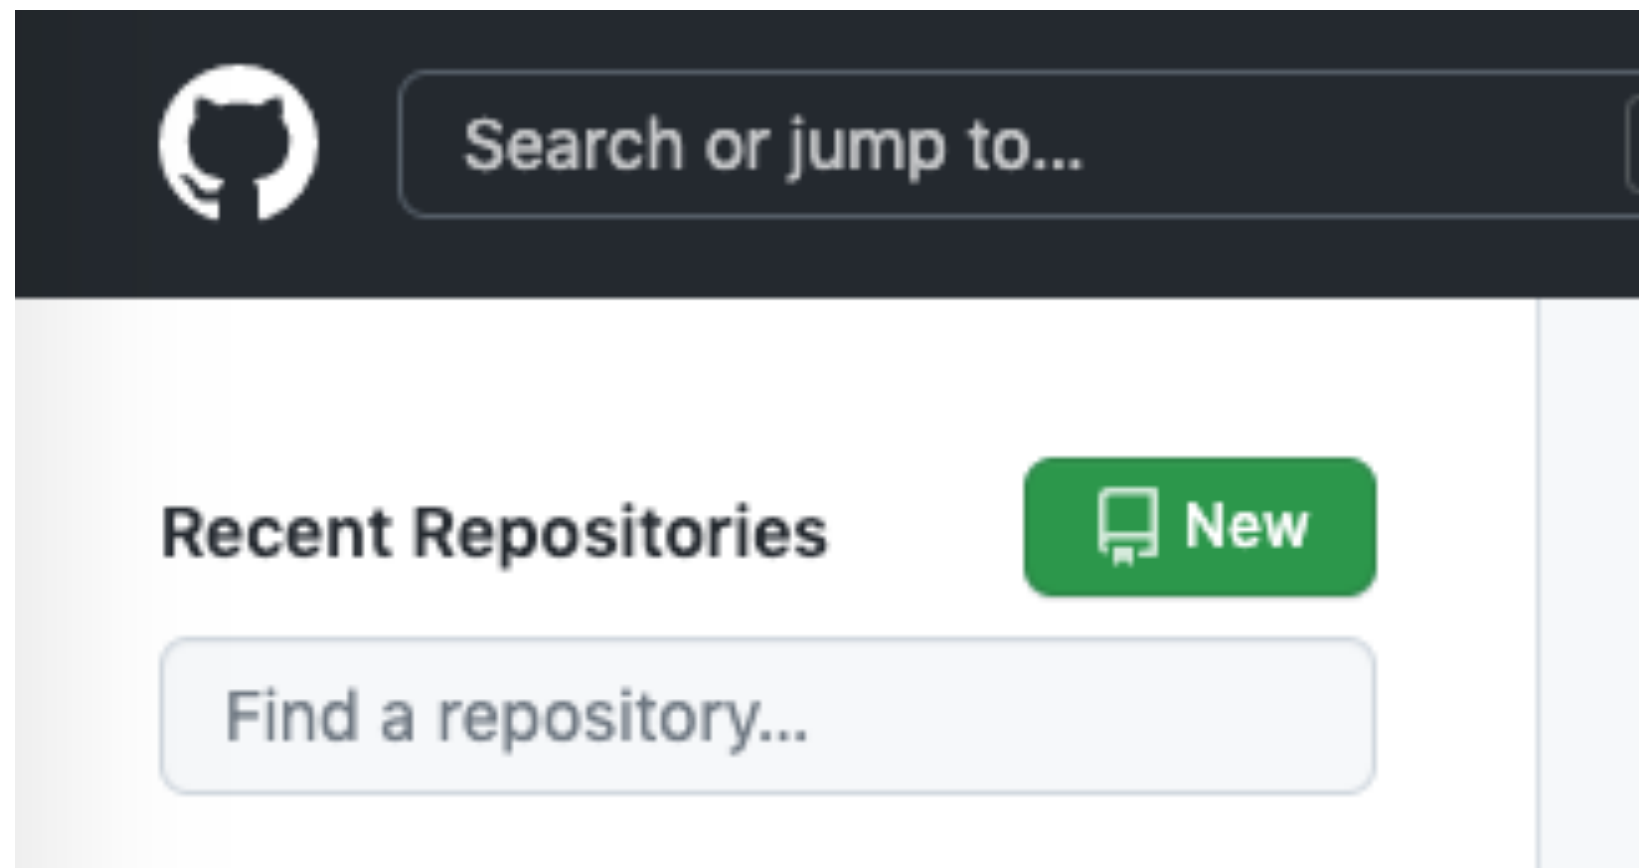 Search or jump to...
Recent Repositories
New
Find a repository...